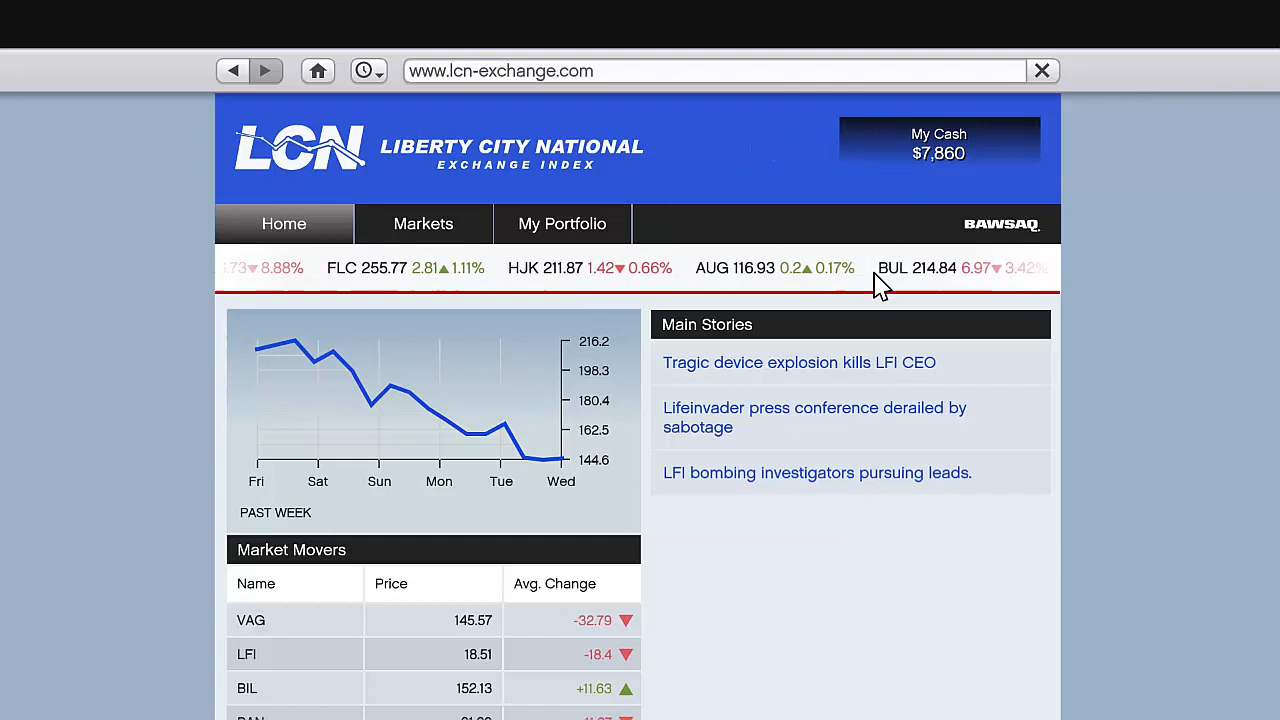 www.lcn-exchange.com
LCN LIBERTY CITY NATIONAL
EXCHANGE INDEX
My Cash
$7,860
Home Markets My Portfolio BAWSAQ
8.88% FLC 255.77 2.81▲1.11% HJK 211.87 1.42▼0.66% AUG 116.93 0.2▲0.17% BUL 214.84 6.97▼3.42%
216.2
198.3
180.4
162.5
144.6
Fri Sat Sun Mon Tue Wed
PAST WEEK
Main Stories
Tragic device explosion kills LFI CEO
Lifeinvader press conference derailed by
sabotage
LFI bombing investigators pursuing leads.
Market Movers
Name Price Avg. Change
VAG 145.57 -32.79 ▼
LFI 18.51 -18.4 ▼
BIL 152.13 +11.63 ▲